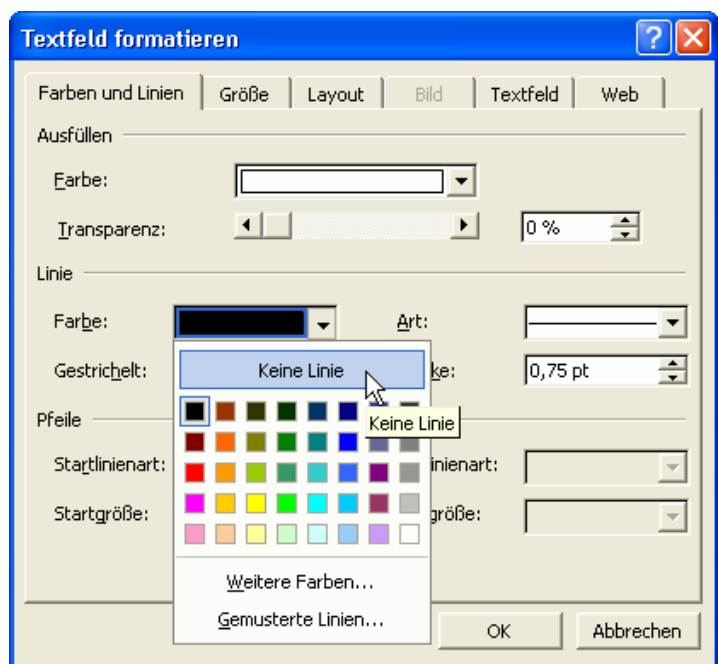 Textfeld formatieren
Farben und Linien Größe Layout Bild Textfeld Web
Ausfüllen
Farbe:
Transparenz: 0 %
Linie
Farbe: Art:
Gestrichelt: Keine Linie ke: 0,75 pt
Pfeile Keine Linie
Startlinienart: inienart:
Startgröße: größe:
Weitere Farben...
Gemusterte Linien...
OK Abbrechen